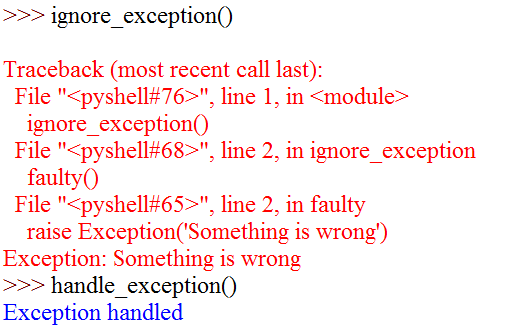 >>> ignore_exception()
Traceback (most recent call last):
  File "<pyshell#76>", line 1, in <module>
    ignore_exception()
  File "<pyshell#68>", line 2, in ignore_exception
    faulty()
  File "<pyshell#65>", line 2, in faulty
    raise Exception('Something is wrong')
Exception: Something is wrong
>>> handle_exception()
Exception handled